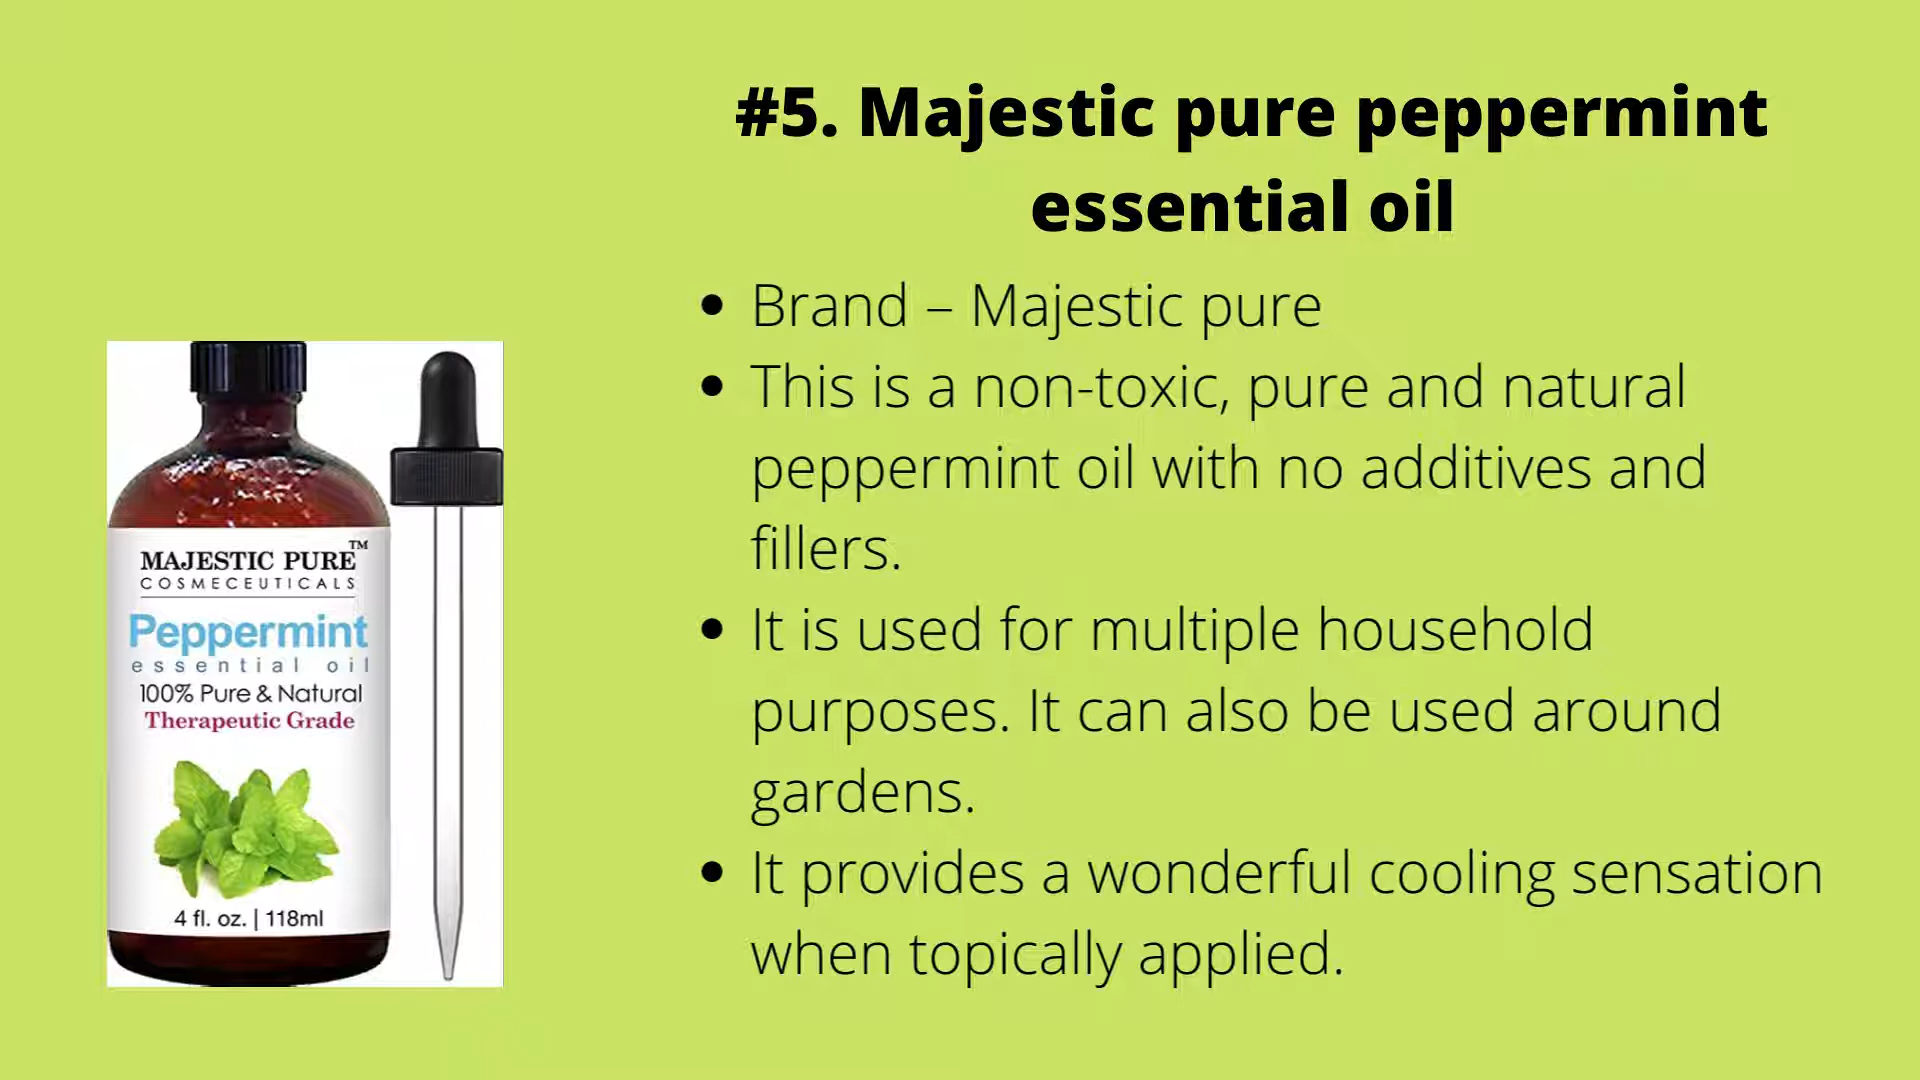 #5. Majestic pure peppermint
essential oil
• Brand – Majestic pure
• This is a non-toxic, pure and natural
peppermint oil with no additives and
fillers.
• It is used for multiple household
purposes. It can also be used around
gardens.
• It provides a wonderful cooling sensation
when topically applied.
MAJESTIC PURE™
COSMECEUTICALS
Peppermint
essential oil
100% Pure & Natural
Therapeutic Grade
4 fl. oz. | 118ml